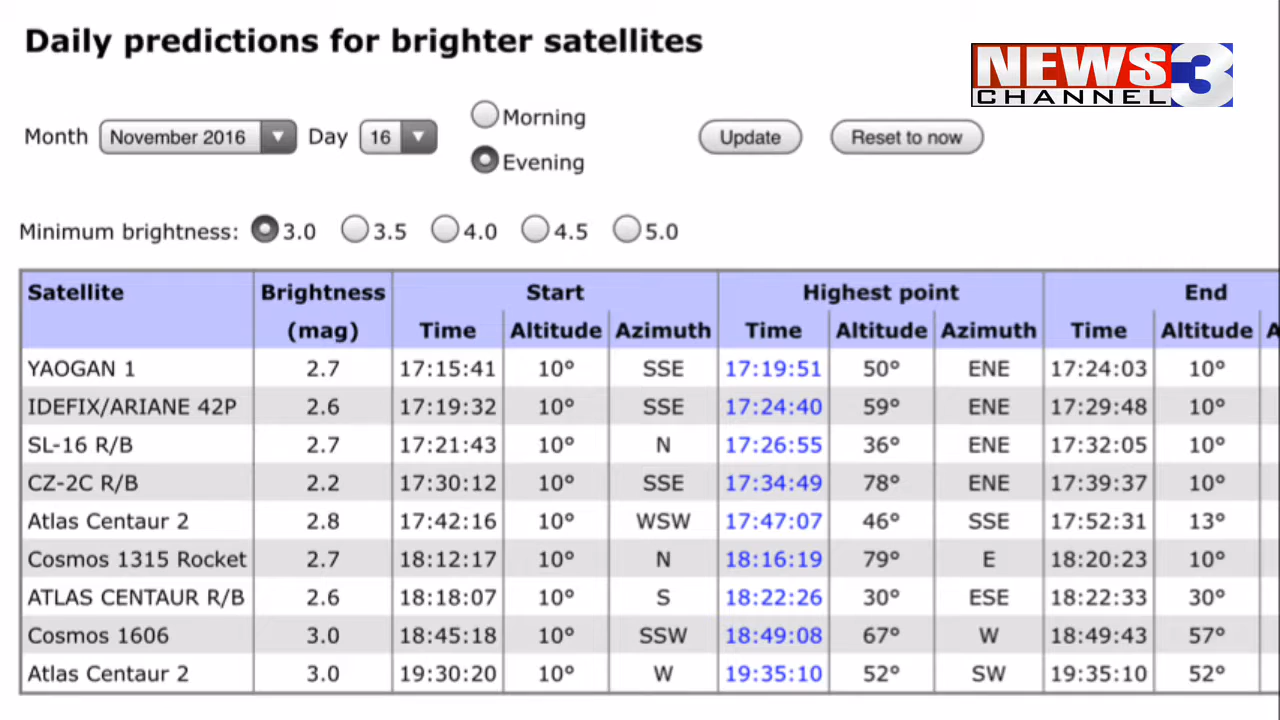 Daily predictions for brighter satellites
NEWS 3
CHANNEL
Month November 2016 Day 16 Morning Update Reset to now
Evening
Minimum brightness: 3.0 3.5 4.0 4.5 5.0
Satellite Brightness Start Highest point End
(mag) Time Altitude Azimuth Time Altitude Azimuth Time Altitude A
YAOGAN 1 2.7 17:15:41 10° SSE 17:19:51 50° ENE 17:24:03 10°
IDEFIX/ARIANE 42P 2.6 17:19:32 10° SSE 17:24:40 59° ENE 17:29:48 10°
SL-16 R/B 2.7 17:21:43 10° N 17:26:55 36° ENE 17:32:05 10°
CZ-2C R/B 2.2 17:30:12 10° SSE 17:34:49 78° ENE 17:39:37 10°
Atlas Centaur 2 2.8 17:42:16 10° WSW 17:47:07 46° SSE 17:52:31 13°
Cosmos 1315 Rocket 2.7 18:12:17 10° N 18:16:19 79° E 18:20:23 10°
ATLAS CENTAUR R/B 2.6 18:18:07 10° S 18:22:26 30° ESE 18:22:33 30°
Cosmos 1606 3.0 18:45:18 10° SSW 18:49:08 67° W 18:49:43 57°
Atlas Centaur 2 3.0 19:30:20 10° W 19:35:10 52° SW 19:35:10 52°